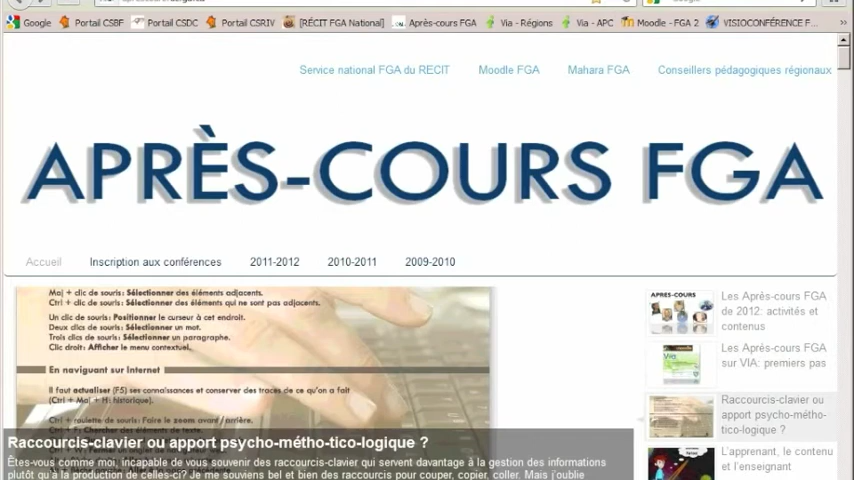 Google Portail CSBF Portail CSDC Portail CSRIV [RÉCIT FGA National] Après-cours FGA Via - Régions Via - APC Moodle - FGA 2 VISIOCONFÉRENCE F... »
Service national FGA du RECIT Moodle FGA Mahara FGA Conseillers pédagogiques régionaux
APRÈS-COURS FGA
Accueil Inscription aux conférences 2011-2012 2010-2011 2009-2010
Maj + clic de souris: Sélectionner des éléments adjacents.
Ctrl + clic de souris: Sélectionner des éléments qui ne sont pas adjacents.
Un clic de souris: Positionner le curseur à cet endroit.
Deux clics de souris: Sélectionner un mot.
Trois clics de souris: Sélectionner un paragraphe.
Clic droit: Afficher le menu contextuel.
En naviguant sur Internet
Il faut actualiser (F5) ses connaissances et conserver des traces de ce qu'on a fait
(Ctrl + Maj + H: historique).
Ctrl + roulette de souris: Faire le zoom avant/arrière.
Ctrl + F: Chercher des éléments de texte.
Raccourcis-clavier ou apport psycho-métho-tico-logique ?
Êtes-vous comme moi, incapable de vous souvenir des raccourcis-clavier qui servent davantage à la gestion des informations
plutôt qu'à la production de celles-ci? Je me souviens bel et bien des raccourcis pour couper, copier, coller. Mais j'oublie
APRES-COURS
Les Après-cours FGA
de 2012: activités et
contenus
Via
Les Après-cours FGA
sur VIA: premiers pas
Raccourcis-clavier ou
apport psycho-métho-
tico-logique ?
L'apprenant, le contenu
et l'enseignant